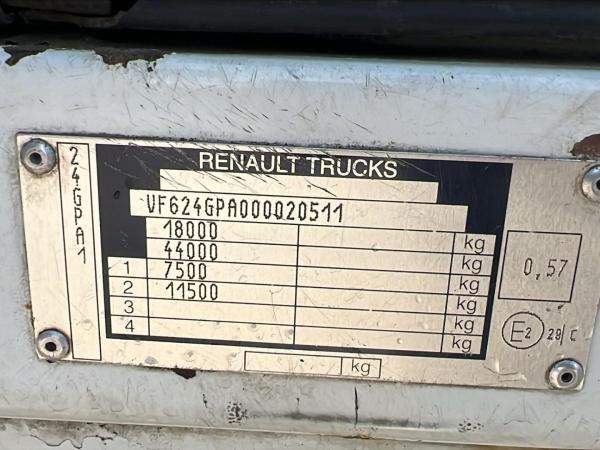 24GPA1
RENAULT TRUCKS
VF624GPA000020511
18000 kg
44000 kg
1 7500 kg
2 11500 kg
3 kg
4 kg
kg
0,57
E2